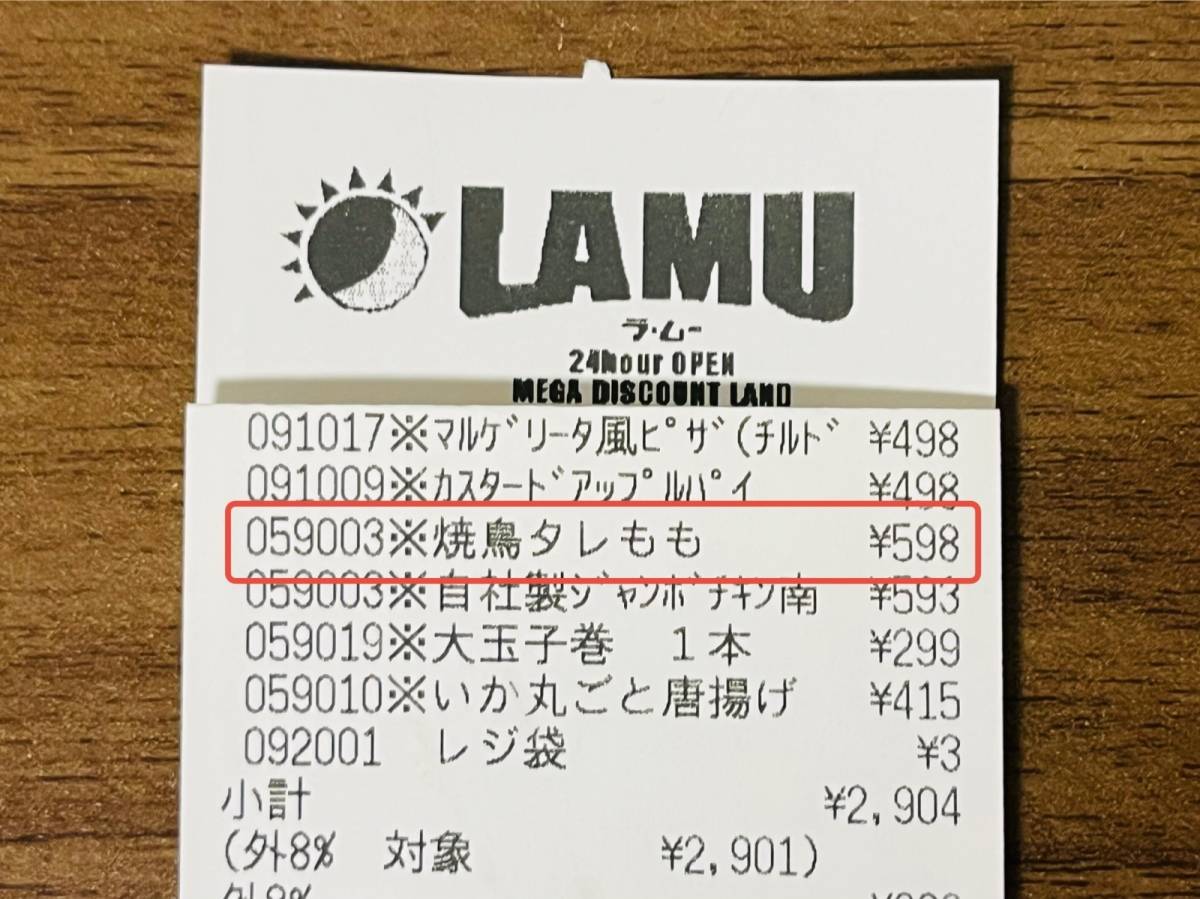 LAMU
ラ・ムー
24hour OPEN
MEGA DISCOUNT LAND
091017※ﾏﾙｹﾞﾘｰﾀ風ﾋﾟｻﾞ(ﾁﾙﾄﾞ ¥498
091009※ｶｽﾀｰﾄﾞｱｯﾌﾟﾙﾊﾟｲ ¥498
059003※焼鳥タレもも ¥598
059003※自社製ｼﾞｬﾝﾎﾞﾁｷﾝ南 ¥593
059019※大玉子巻 1本 ¥299
059010※いか丸ごと唐揚げ ¥415
092001 レジ袋 ¥3
小計 ¥2,904
(外8% 対象 ¥2,901)
外8%